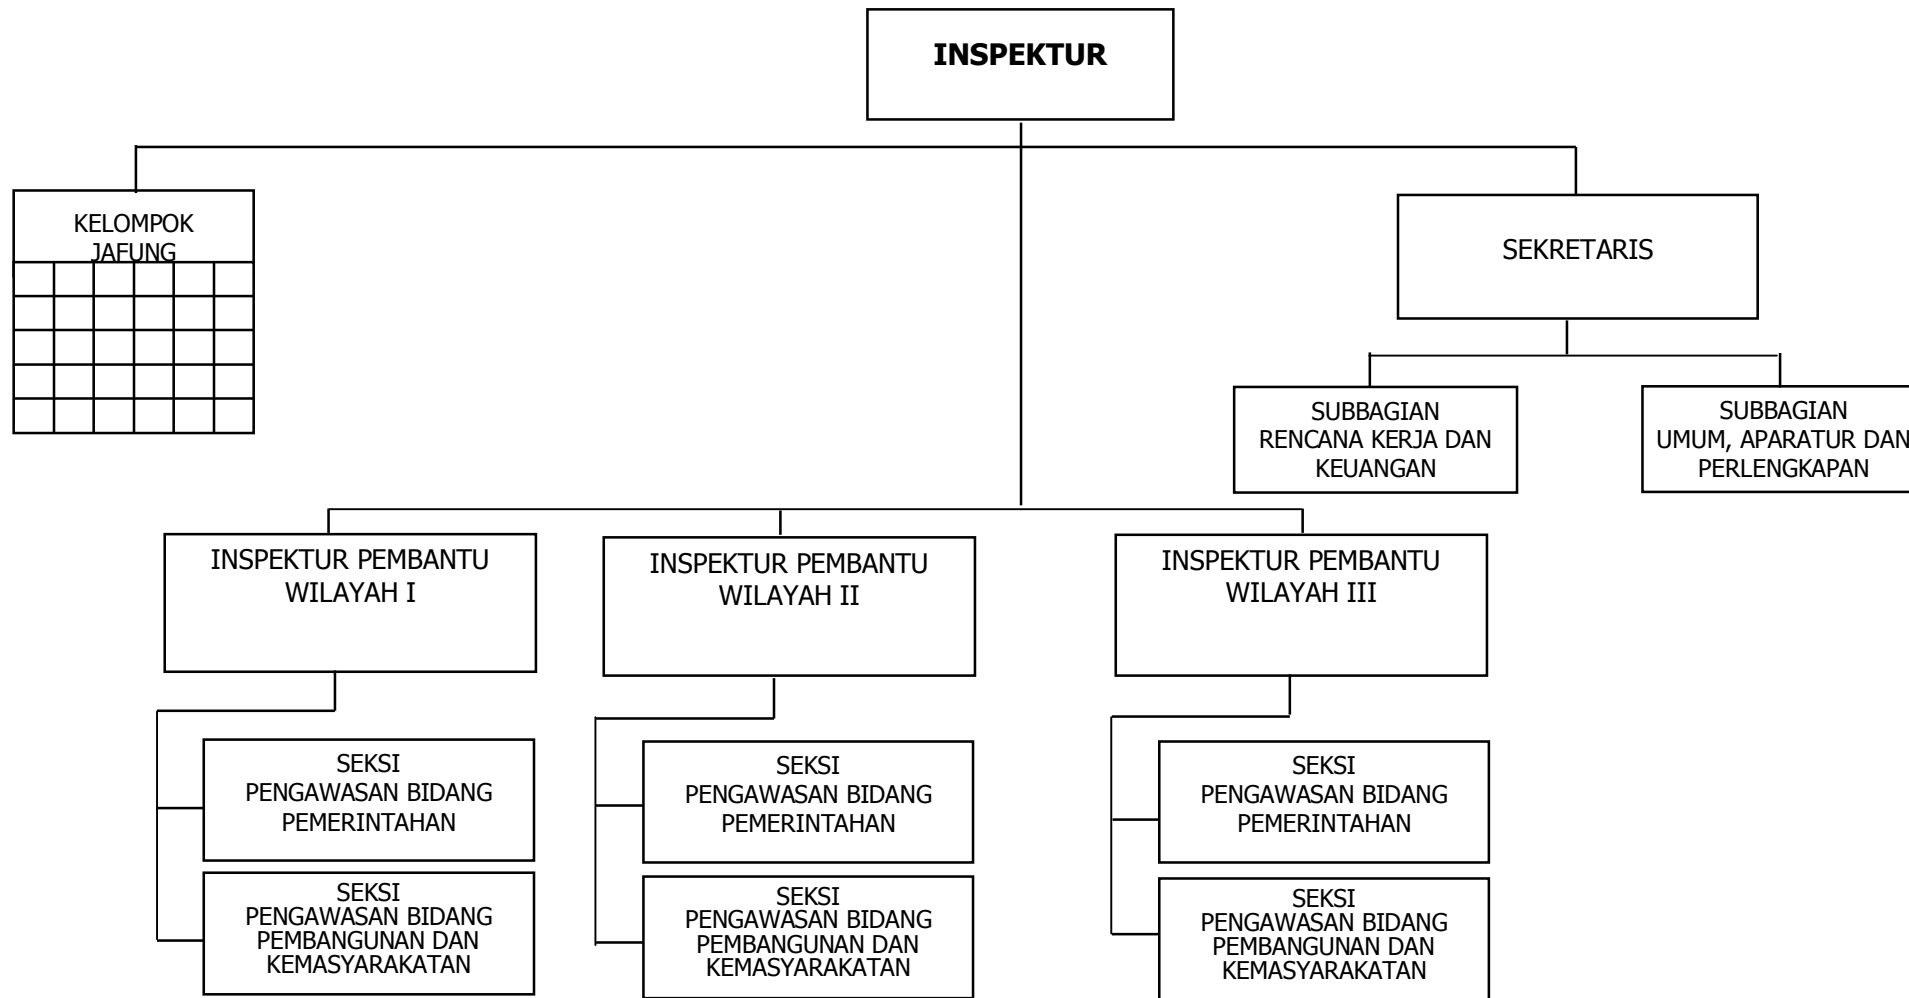 INSPEKTUR
KELOMPOK
JAFUNG
SEKRETARIS
SUBBAGIAN
RENCANA KERJA DAN
KEUANGAN
SUBBAGIAN
UMUM, APARATUR DAN
PERLENGKAPAN
INSPEKTUR PEMBANTU
WILAYAH I
INSPEKTUR PEMBANTU
WILAYAH II
INSPEKTUR PEMBANTU
WILAYAH III
SEKSI
PENGAWASAN BIDANG
PEMERINTAHAN
SEKSI
PENGAWASAN BIDANG
PEMERINTAHAN
SEKSI
PENGAWASAN BIDANG
PEMERINTAHAN
SEKSI
PENGAWASAN BIDANG
PEMBANGUNAN DAN
KEMASYARAKATAN
SEKSI
PENGAWASAN BIDANG
PEMBANGUNAN DAN
KEMASYARAKATAN
SEKSI
PENGAWASAN BIDANG
PEMBANGUNAN DAN
KEMASYARAKATAN